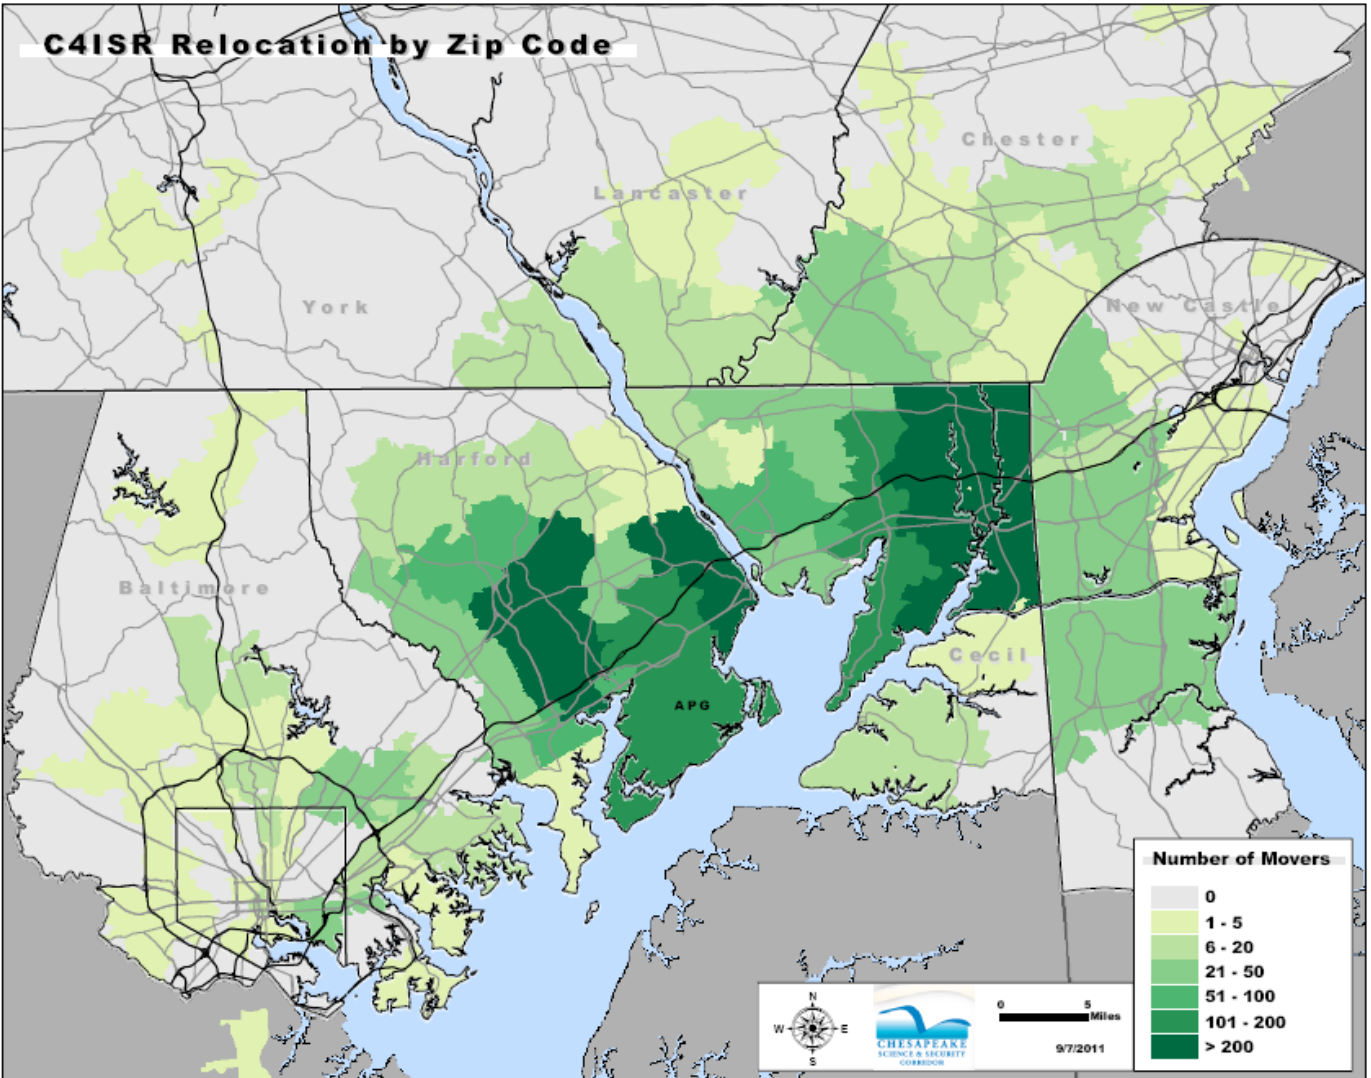 C4ISR Relocation by Zip Code
Chester
Lancaster
York
New Castle
Harford
Baltimore
Cecil
APG
Number of Movers
0
1 - 5
6 - 20
21 - 50
51 - 100
101 - 200
> 200
N
W
E
S
CHESAPEAKE
SCIENCE & SECURITY
CORRIDOR
0 5
Miles
9/7/2011